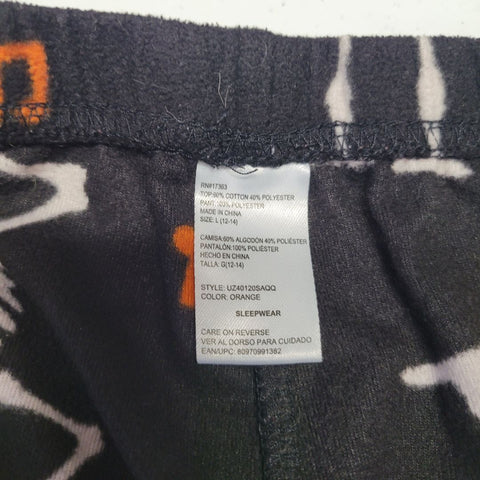 RN#17363
TOP:60% COTTON 40% POLYESTER
PANT:100% POLYESTER
MADE IN CHINA
SIZE: L (12-14)
CAMISA:60% ALGODÓN 40% POLIÉSTER
PANTALÓN:100% POLIÉSTER
HECHO EN CHINA
TALLA: G(12-14)
STYLE: UZ40120SAQQ
COLOR: ORANGE
SLEEPWEAR
CARE ON REVERSE
VER AL DORSO PARA CUIDADO
EAN/UPC: 80970991382